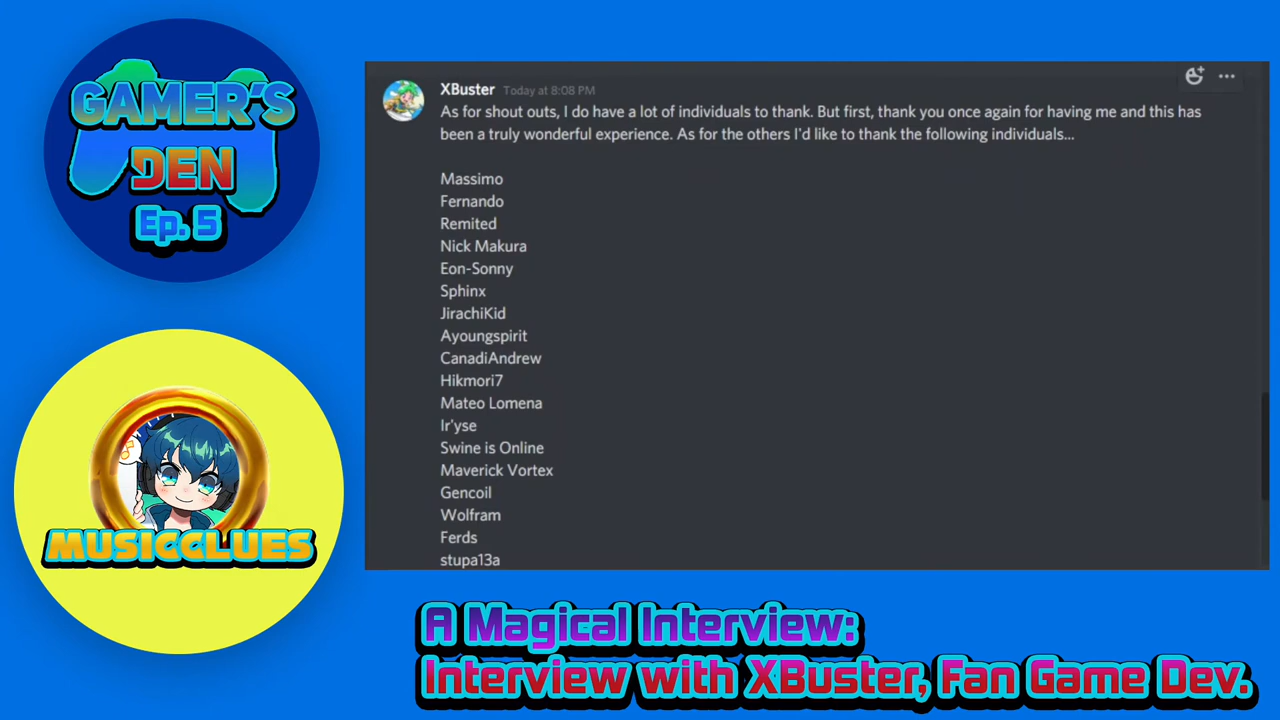 GAMER'S
DEN
Ep. 5
MUSICCLUES
XBuster Today at 8:08 PM
As for shout outs, I do have a lot of individuals to thank. But first, thank you once again for having me and this has
been a truly wonderful experience. As for the others I'd like to thank the following individuals...
Massimo
Fernando
Remited
Nick Makura
Eon-Sonny
Sphinx
JirachiKid
Ayoungspirit
CanadiAndrew
Hikmori7
Mateo Lomena
Ir'yse
Swine is Online
Maverick Vortex
Gencoil
Wolfram
Ferds
stupa13a
A Magical Interview:
Interview with XBuster, Fan Game Dev.